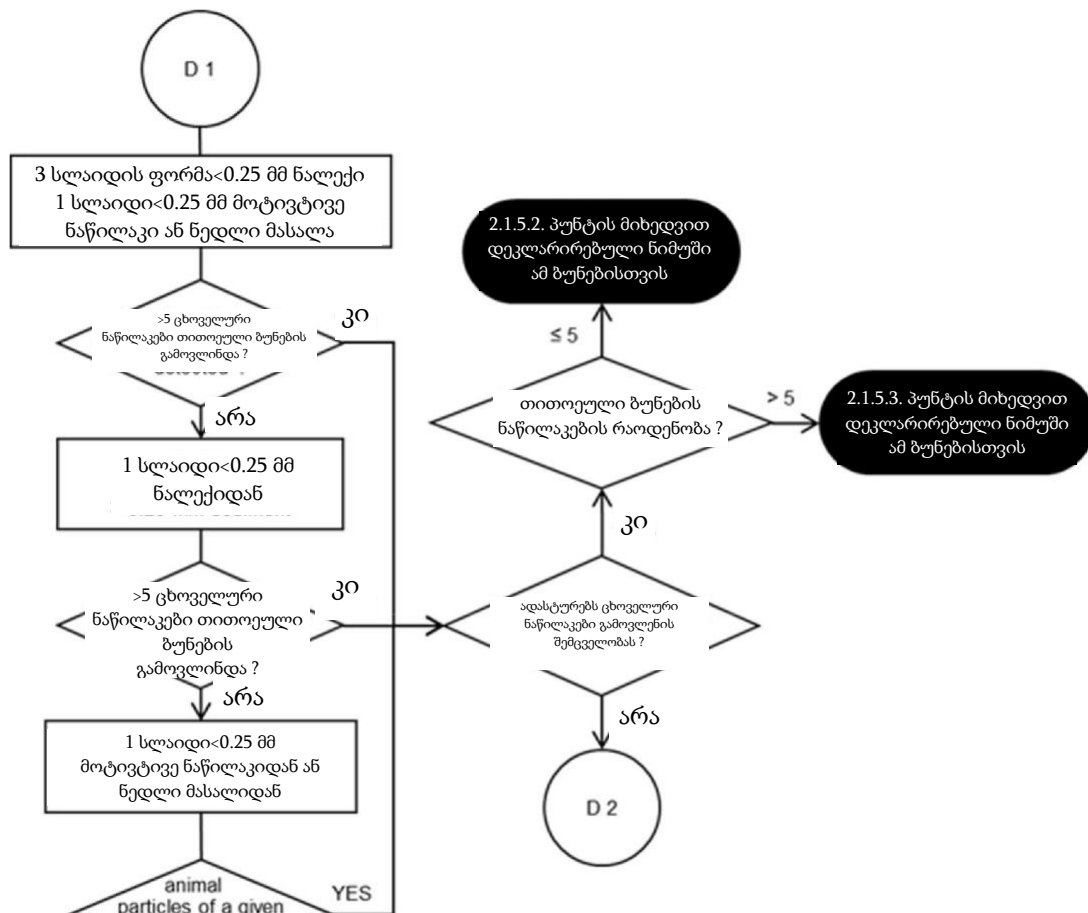 D 1
3 სლაიდის ფორმა<0.25 მმ ნალექი
1 სლაიდი<0.25 მმ მოტივტივე
ნაწილაკი ან ნედლი მასალა
>5 ცხოველური
ნაწილაკები თითოეული ბუნების
გამოვლინდა ?
კი
არა
1 სლაიდი<0.25 მმ
ნალექიდან
>5 ცხოველური
ნაწილაკები თითოეული
ბუნების
გამოვლინდა ?
კი
არა
1 სლაიდი<0.25 მმ
მოტივტივე ნაწილაკიდან ან
ნედლი მასალიდან
animal
particles of a given
YES
2.1.5.2. პუნტის მიხედვით
დეკლარირებული ნიმუში
ამ ბუნებისთვის
≤ 5
თითოეული ბუნების
ნაწილაკების რაოდენობა ?
> 5
2.1.5.3. პუნტის მიხედვით
დეკლარირებული ნიმუში
ამ ბუნებისთვის
კი
ადასტურებს ცხოველური
ნაწილაკები გამოვლენის
შემცველობას ?
არა
D 2